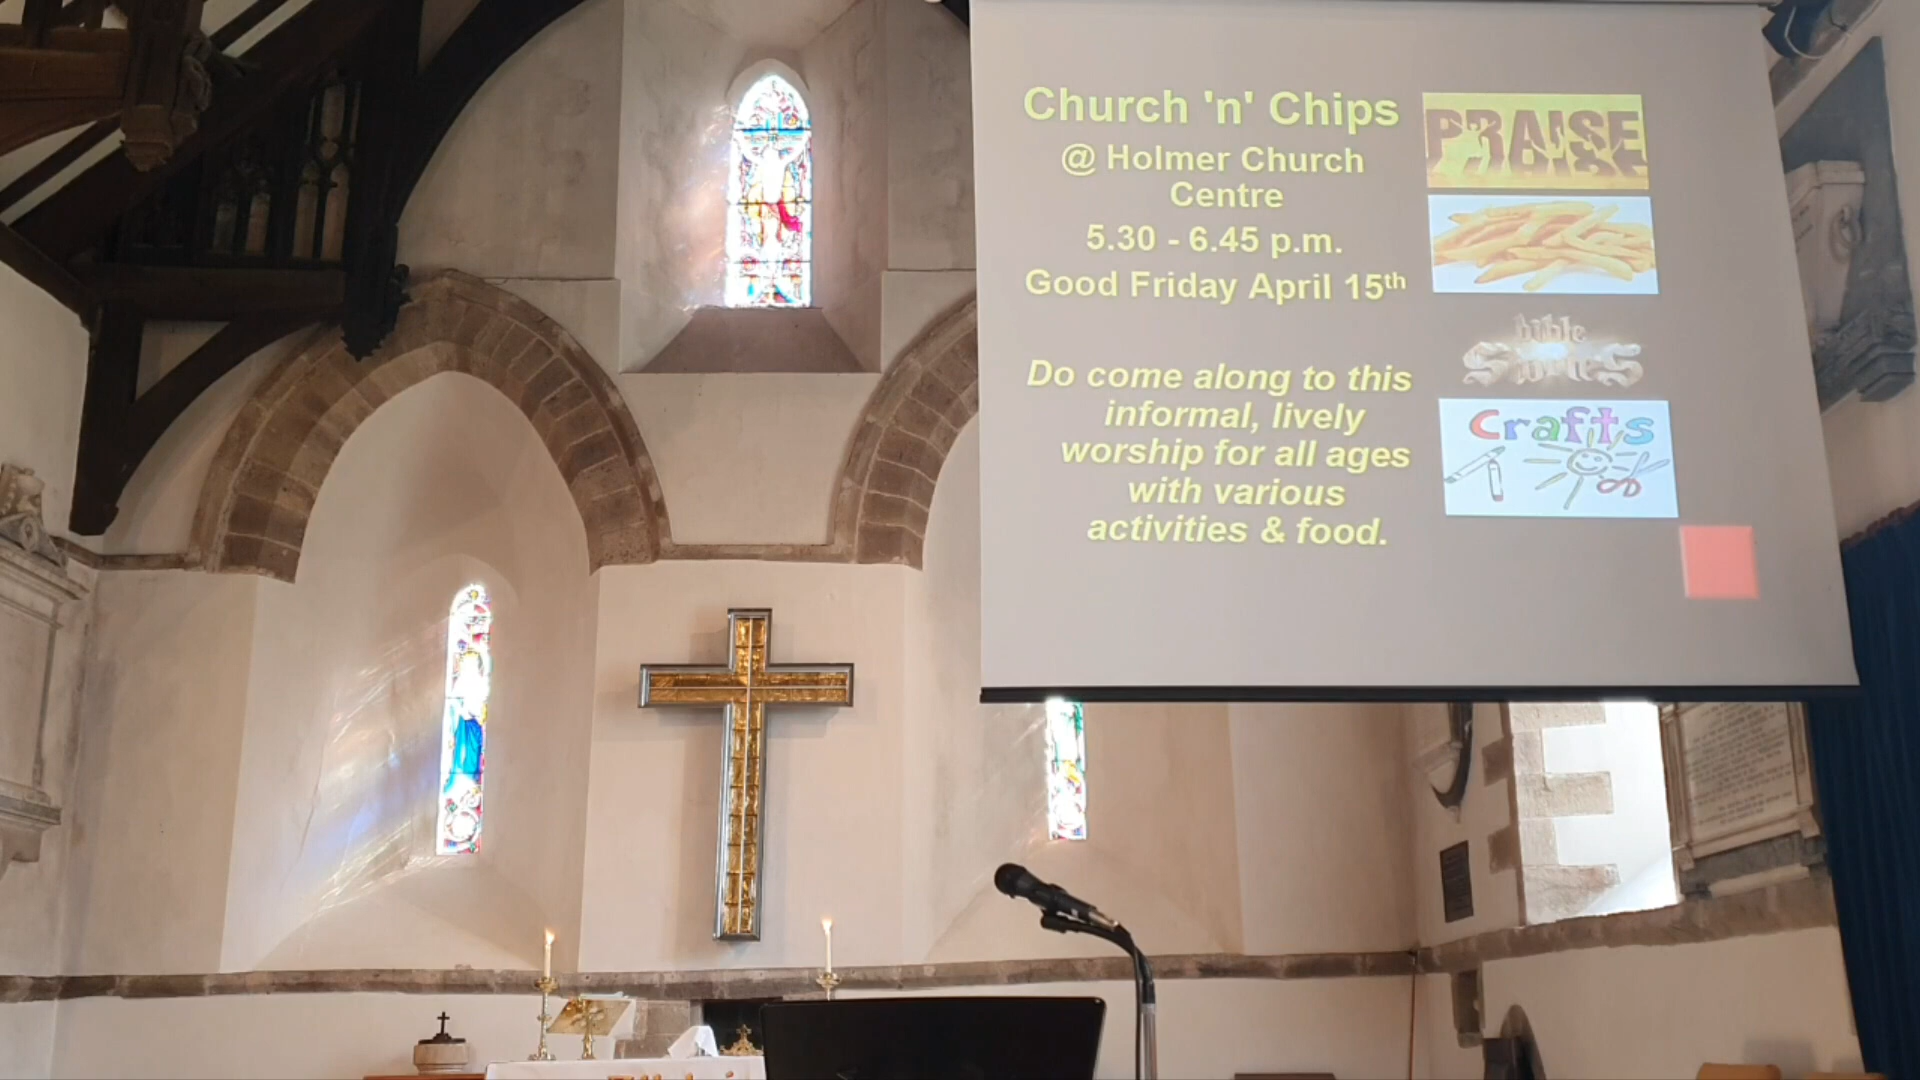 Church 'n' Chips
@ Holmer Church
Centre
5.30 - 6.45 p.m.
Good Friday April 15th
Do come along to this
informal, lively
worship for all ages
with various
activities & food.
PRAISE
bible
stories
Crafts